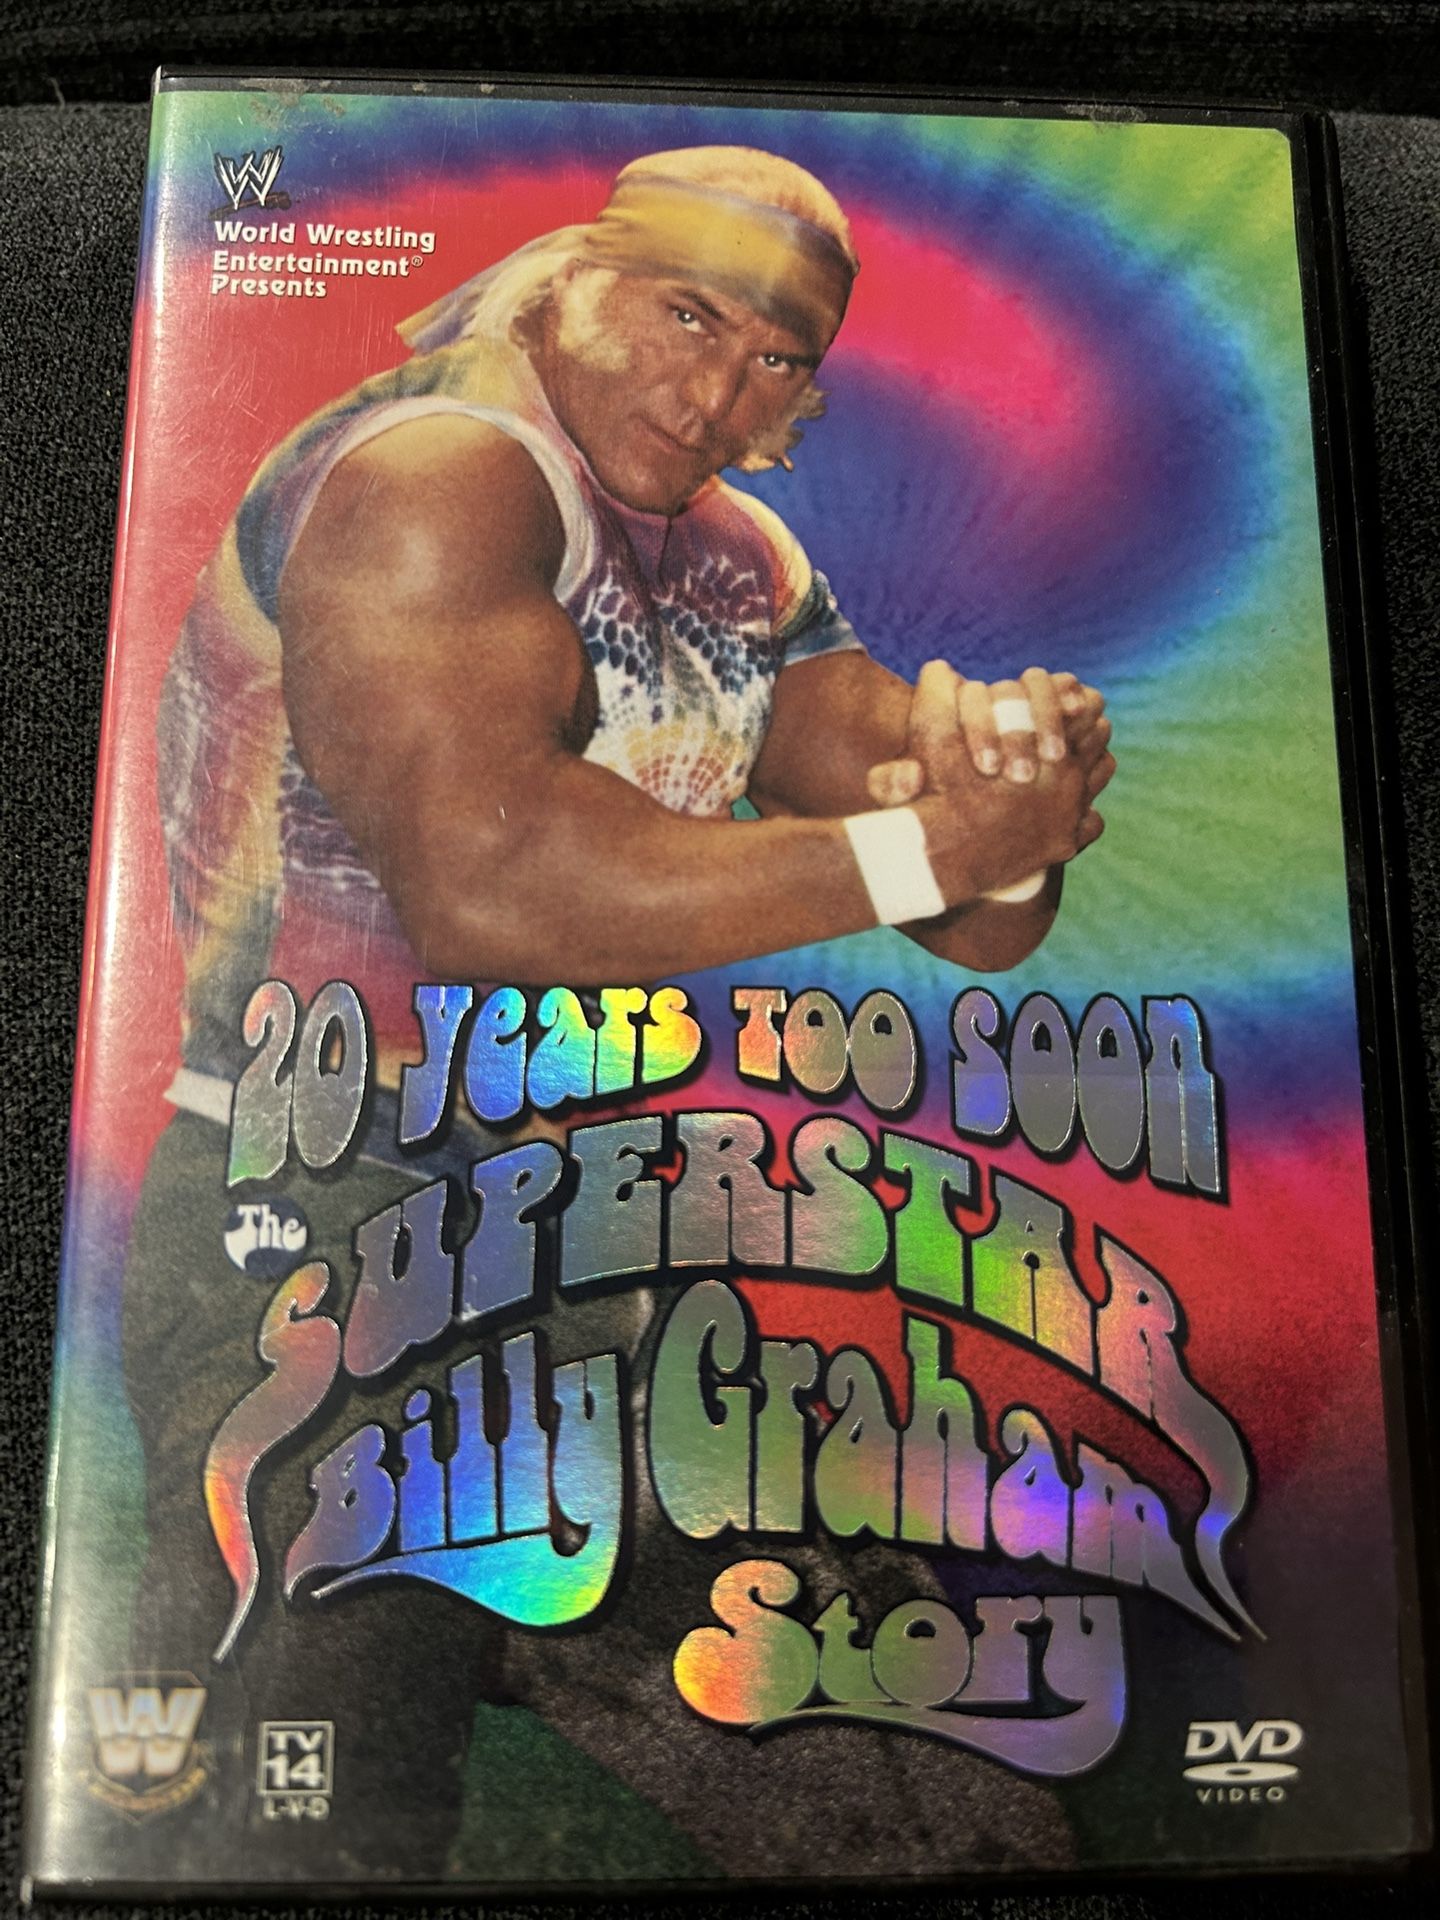 W
World Wrestling
Entertainment®
Presents
20 Years Too Soon
The
SUPERSTAR
Billy Graham
Story
W
TV
14
L-V-D
DVD
VIDEO